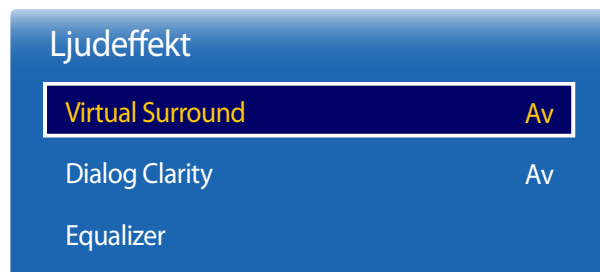 Ljudeffekt
Virtual Surround Av
Dialog Clarity Av
Equalizer